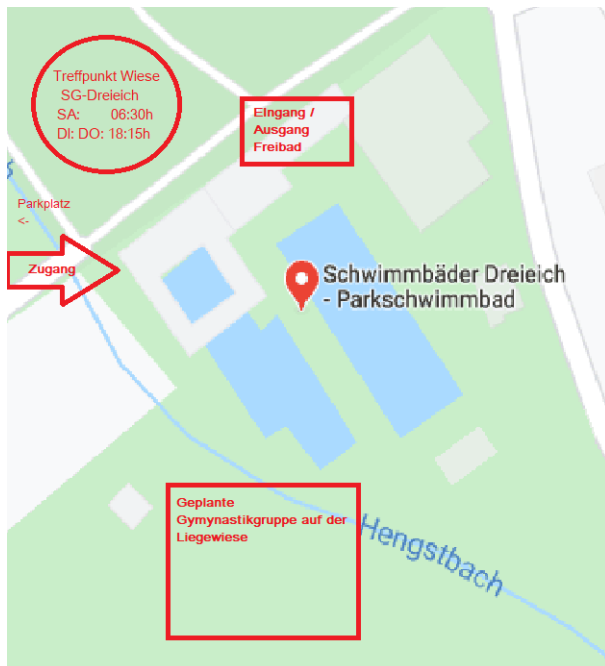 Treffpunkt Wiese
SG-Dreieich
SA: 06:30h
DI: DO: 18:15h
EIngang /
Ausgang
Freibad
Parkplatz
<-
Zugang
Schwimmbäder Dreieich
- Parkschwimmbad
Geplante
Gymynastikgruppe auf der
Liegewiese
Hengstbach